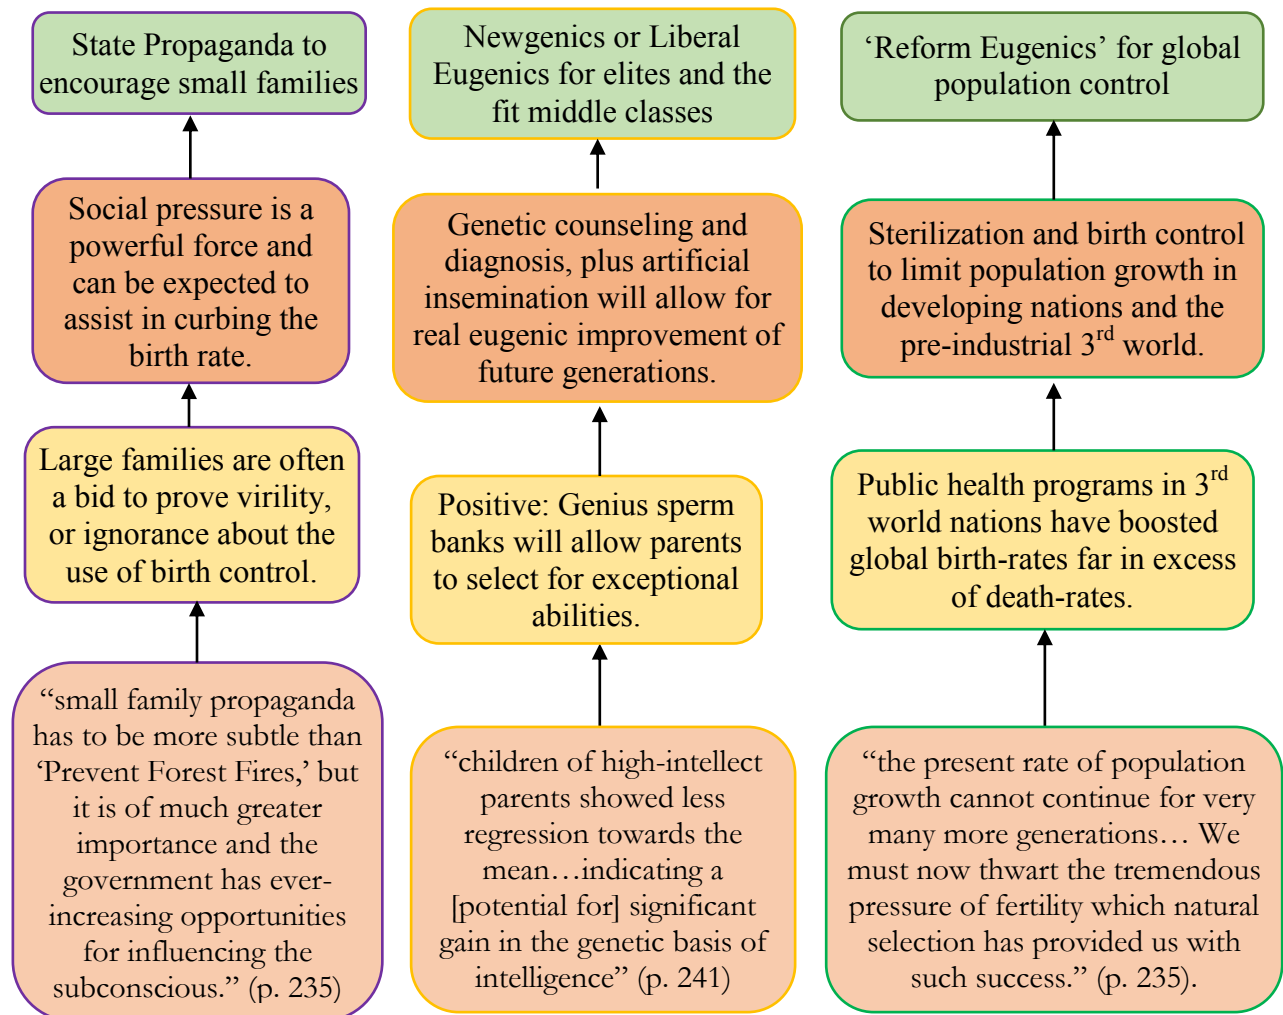 State Propaganda to
encourage small families
Newgenics or Liberal
Eugenics for elites and the
fit middle classes
‘Reform Eugenics’ for global
population control
Social pressure is a
powerful force and
can be expected to
assist in curbing the
birth rate.
Genetic counseling and
diagnosis, plus artificial
insemination will allow for
real eugenic improvement of
future generations.
Sterilization and birth control
to limit population growth in
developing nations and the
pre-industrial 3rd world.
Large families are often
a bid to prove virility,
or ignorance about the
use of birth control.
Positive: Genius sperm
banks will allow parents
to select for exceptional
abilities.
Public health programs in 3rd
world nations have boosted
global birth-rates far in excess
of death-rates.
“small family propaganda
has to be more subtle than
‘Prevent Forest Fires,’ but
it is of much greater
importance and the
government has ever-
increasing opportunities
for influencing the
subconscious.” (p. 235)
“children of high-intellect
parents showed less
regression towards the
mean…indicating a
[potential for] significant
gain in the genetic basis of
intelligence” (p. 241)
“the present rate of population
growth cannot continue for very
many more generations… We
must now thwart the tremendous
pressure of fertility which natural
selection has provided us with
such success.” (p. 235).